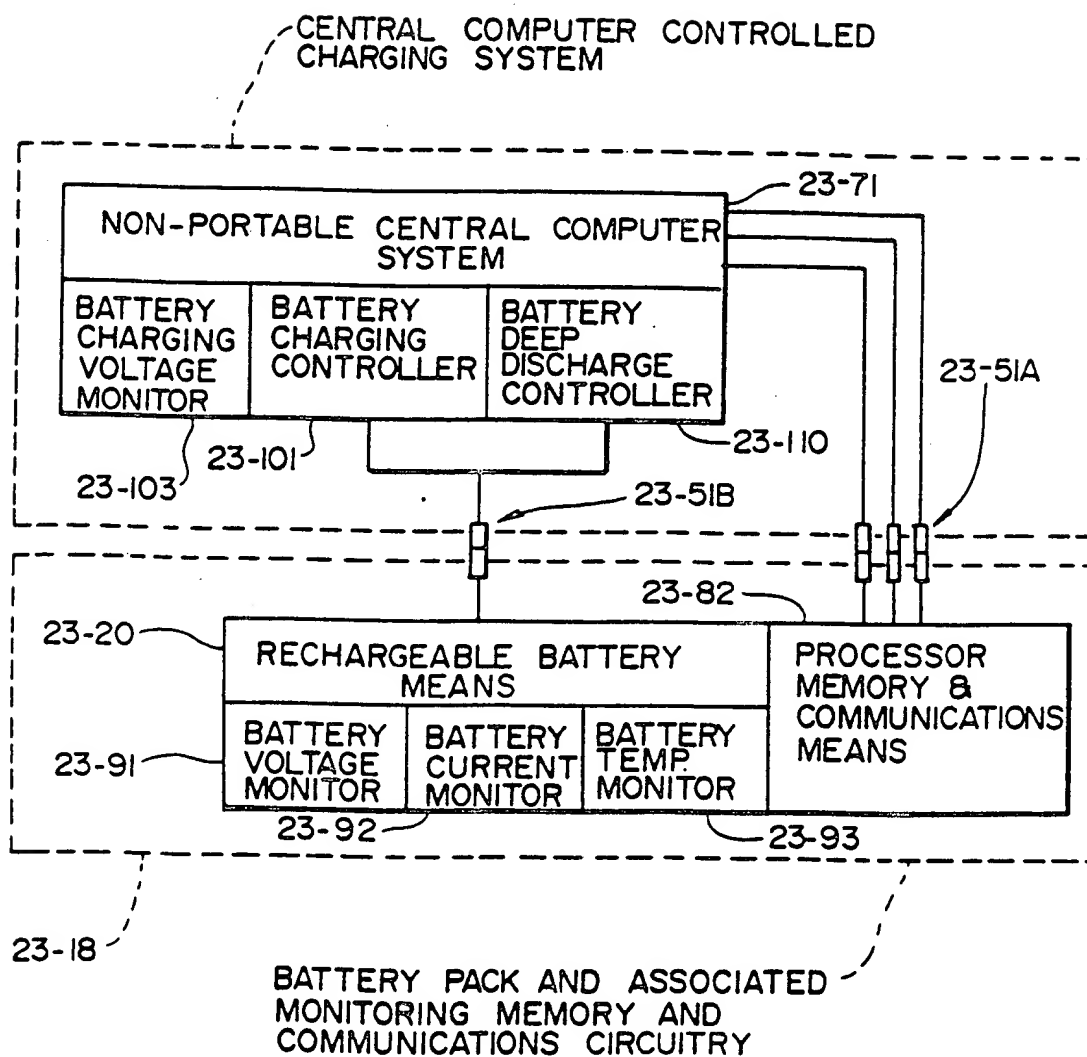 CENTRAL COMPUTER CONTROLLED
CHARGING SYSTEM
23-71
NON-PORTABLE CENTRAL COMPUTER
SYSTEM
BATTERY
CHARGING
VOLTAGE
MONITOR
BATTERY
CHARGING
CONTROLLER
BATTERY
DEEP
DISCHARGE
CONTROLLER
23-51A
23-103
23-101
23-110
23-51B
23-82
23-20
RECHARGEABLE BATTERY
MEANS
PROCESSOR
MEMORY &
COMMUNICATIONS
MEANS
23-91
BATTERY
VOLTAGE
MONITOR
BATTERY
CURRENT
MONITOR
BATTERY
TEMP.
MONITOR
23-92
23-93
23-18
BATTERY PACK AND ASSOCIATED
MONITORING MEMORY AND
COMMUNICATIONS CIRCUITRY